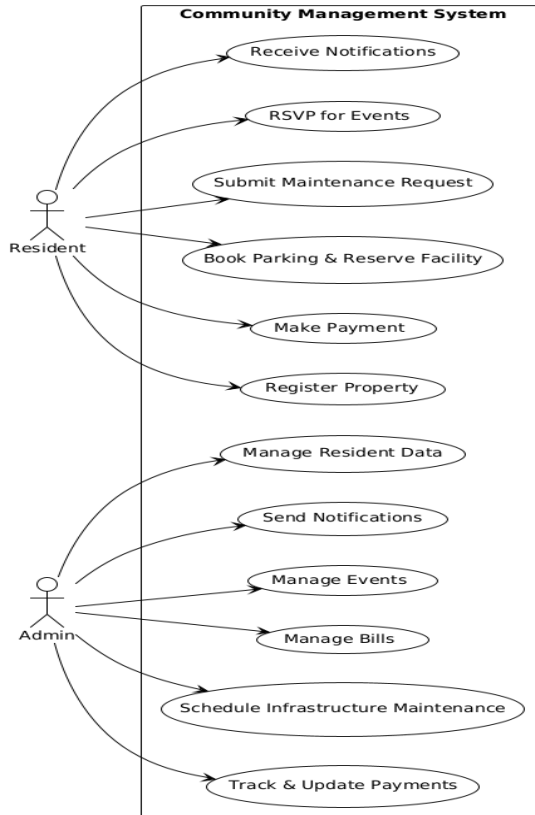 Community Management System
Receive Notifications
RSVP for Events
Submit Maintenance Request
Resident
Book Parking & Reserve Facility
Make Payment
Register Property
Manage Resident Data
Send Notifications
Manage Events
Admin
Manage Bills
Schedule Infrastructure Maintenance
Track & Update Payments